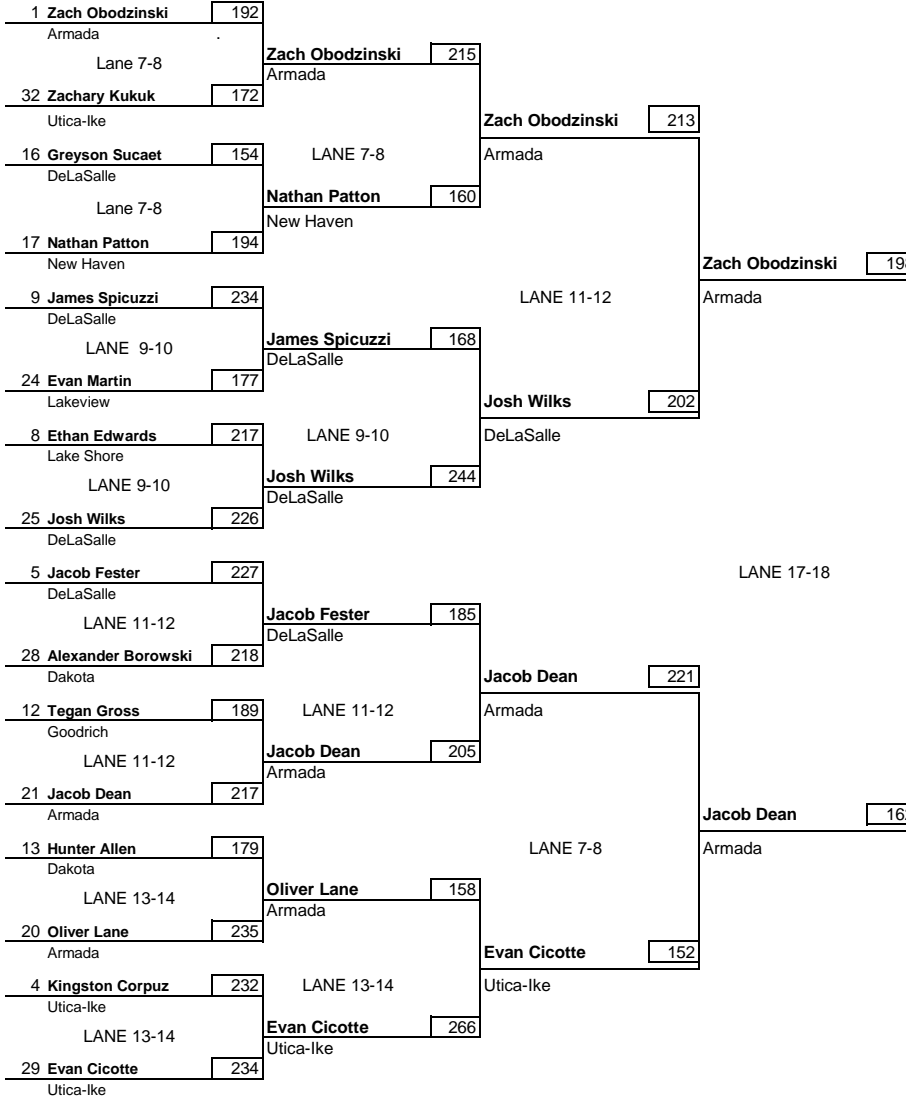 1 Zach Obodzinski 192
Armada .
Lane 7-8
Zach Obodzinski 215
Armada
32 Zachary Kukuk 172
Utica-Ike
Zach Obodzinski 213
16 Greyson Sucaet 154
LANE 7-8
Armada
DeLaSalle
Lane 7-8
Nathan Patton 160
New Haven
17 Nathan Patton 194
New Haven
Zach Obodzinski
9 James Spicuzzi 234
LANE 11-12
Armada
DeLaSalle
LANE 9-10
James Spicuzzi 168
DeLaSalle
24 Evan Martin 177
Lakeview
Josh Wilks 202
8 Ethan Edwards 217
LANE 9-10
DeLaSalle
Lake Shore
LANE 9-10
Josh Wilks 244
DeLaSalle
25 Josh Wilks 226
DeLaSalle
5 Jacob Fester 227
LANE 17-18
DeLaSalle
LANE 11-12
Jacob Fester 185
DeLaSalle
28 Alexander Borowski 218
Dakota
Jacob Dean 221
12 Tegan Gross 189
LANE 11-12
Armada
Goodrich
LANE 11-12
Jacob Dean 205
Armada
21 Jacob Dean 217
Armada
Jacob Dean
13 Hunter Allen 179
LANE 7-8
Armada
Dakota
LANE 13-14
Oliver Lane 158
Armada
20 Oliver Lane 235
Armada
Evan Cicotte 152
4 Kingston Corpuz 232
LANE 13-14
Utica-Ike
Utica-Ike
LANE 13-14
Evan Cicotte 266
Utica-Ike
29 Evan Cicotte 234
Utica-Ike